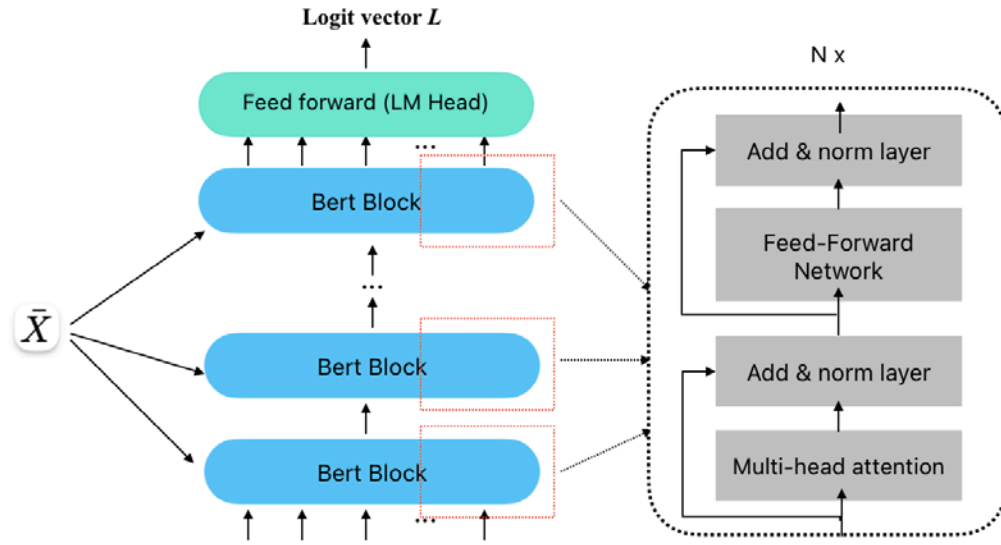 Logit vector L
Feed forward (LM Head)
...
Bert Block
...
X̄
Bert Block
Bert Block
...
N x
Add & norm layer
Feed-Forward
Network
Add & norm layer
Multi-head attention